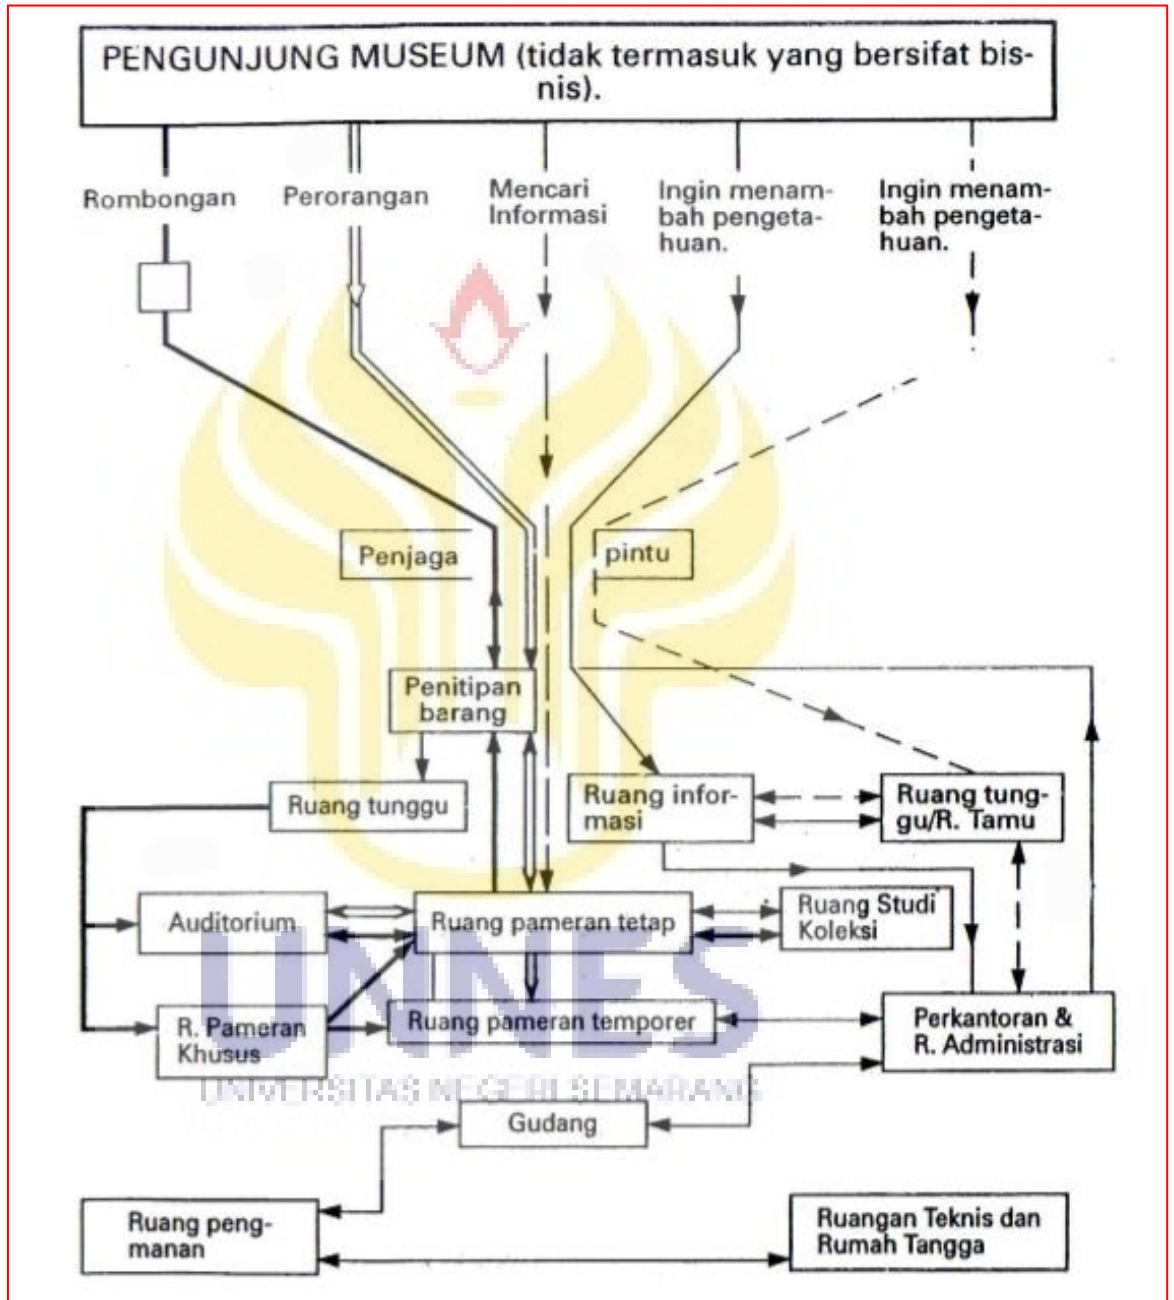 PENGUNJUNG MUSEUM (tidak termasuk yang bersifat bis-
nis).
Rombongan
Perorangan
Mencari
Informasi
Ingin menam-
bah pengeta-
huan.
Ingin menam-
bah pengeta-
huan.
Penjaga
pintu
Penitipan
barang
Ruang tunggu
Ruang infor-
masi
Ruang tung-
gu/R. Tamu
Auditorium
Ruang pameran tetap
Ruang Studi
Koleksi
R. Pameran
Khusus
Ruang pameran temporer
Perkantoran &
R. Administrasi
UNNES
UNIVERSITAS NEGERI SEMARANG
Gudang
Ruang peng-
manan
Ruangan Teknis dan
Rumah Tangga